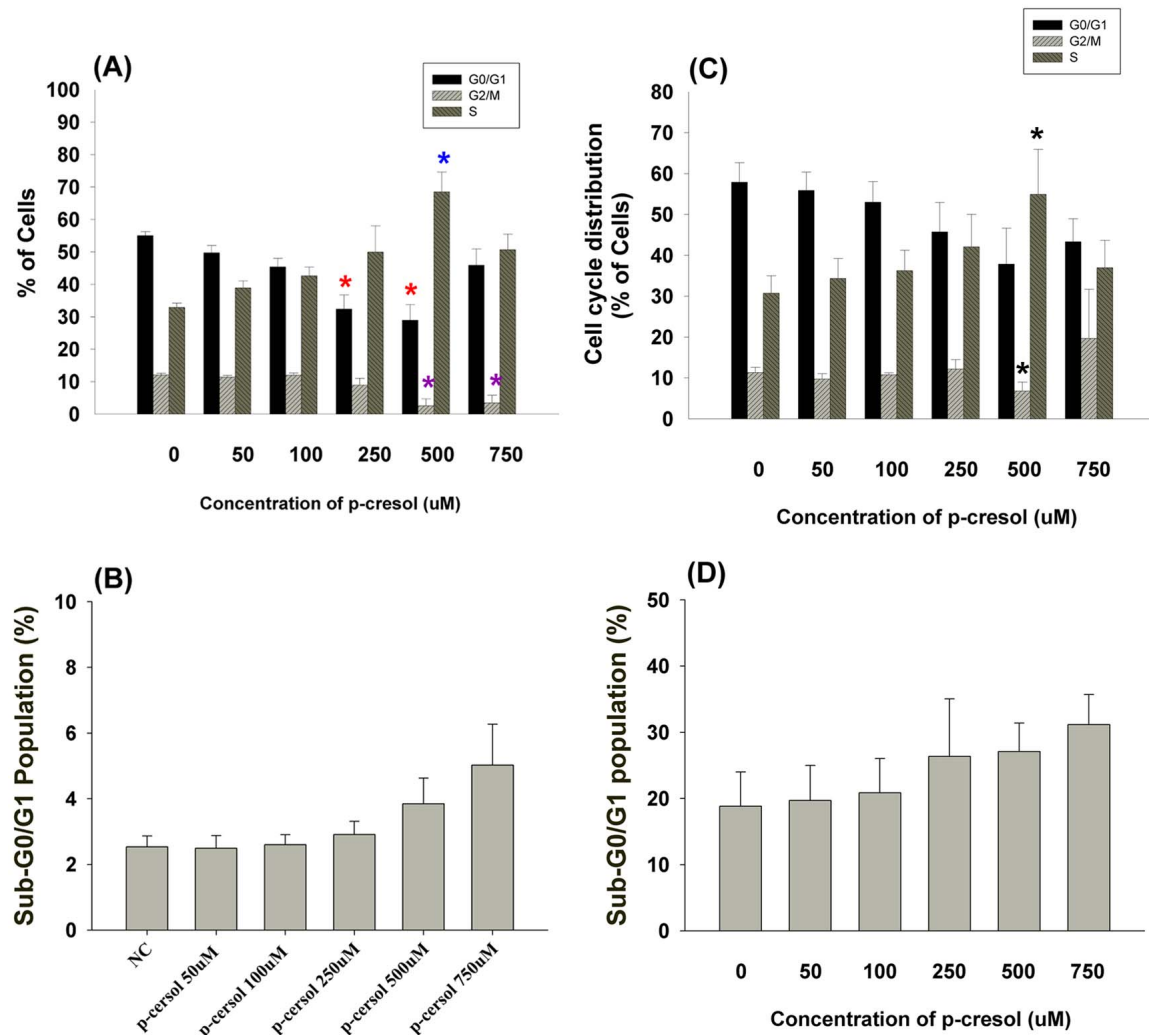 (A)
G0/G1
G2/M
S
% of Cells
100
90
80
70
60
50
40
30
20
10
0
*
*
*
*
*
0 50 100 250 500 750
Concentration of p-cresol (uM)
(C)
G0/G1
G2/M
S
Cell cycle distribution
(% of Cells)
80
70
60
50
40
30
20
10
0
*
*
0 50 100 250 500 750
Concentration of p-cresol (uM)
(B)
Sub-G0/G1 Population (%)
10
8
6
4
2
0
NC
p-cersol 50uM
p-cersol 100uM
p-cersol 250uM
p-cersol 500uM
p-cersol 750uM
(D)
Sub-G0/G1 population (%)
50
40
30
20
10
0
0 50 100 250 500 750
Concentration of p-cresol (uM)